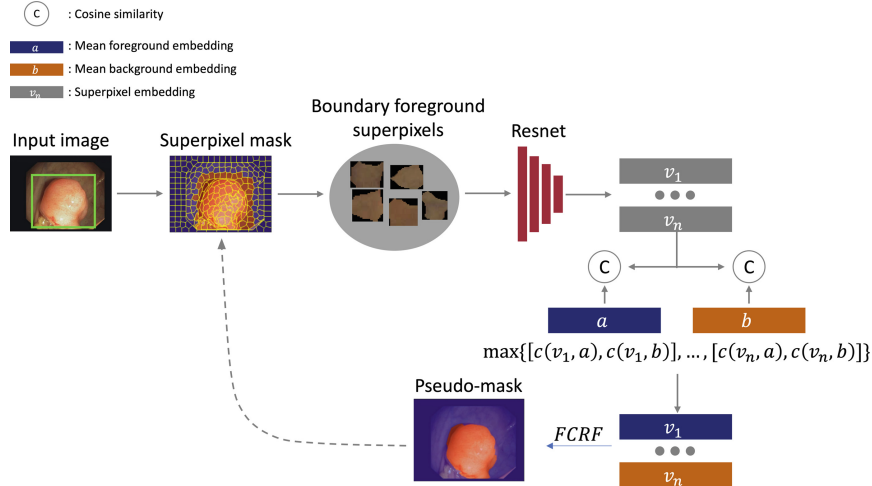 C : Cosine similarity
a : Mean foreground embedding
b : Mean background embedding
vₙ : Superpixel embedding
Input image
Superpixel mask
Boundary foreground
superpixels
Resnet
v₁
vₙ
C
C
a
b
max{[c(v₁, a), c(v₁, b)], ..., [c(vₙ, a), c(vₙ, b)]}
Pseudo-mask
FCRF
v₁
vₙ